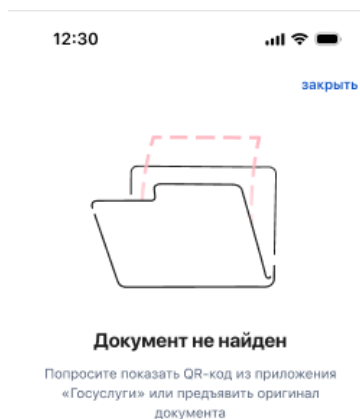 12:30
закрыть
Документ не найден
Попросите показать QR-код из приложения
«Госуслуги» или предъявить оригинал
документа